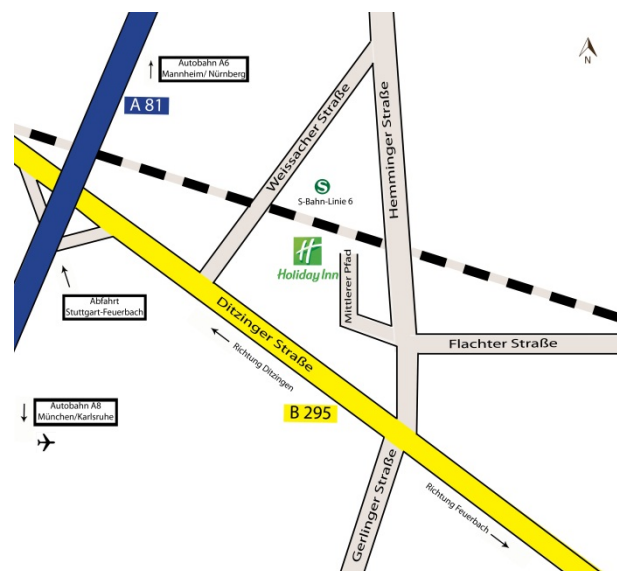 Autobahn A6
Mannheim/ Nürnberg
N
A 81
Weissacher Straße
Hemminger Straße
S
S-Bahn-Linie 6
H
Holiday Inn
Mittlerer Pfad
Abfahrt
Stuttgart-Feuerbach
Ditzinger Straße
Richtung Ditzingen
Flachter Straße
Autobahn A8
München/Karlsruhe
B 295
Gerlinger Straße
Richtung Feuerbach